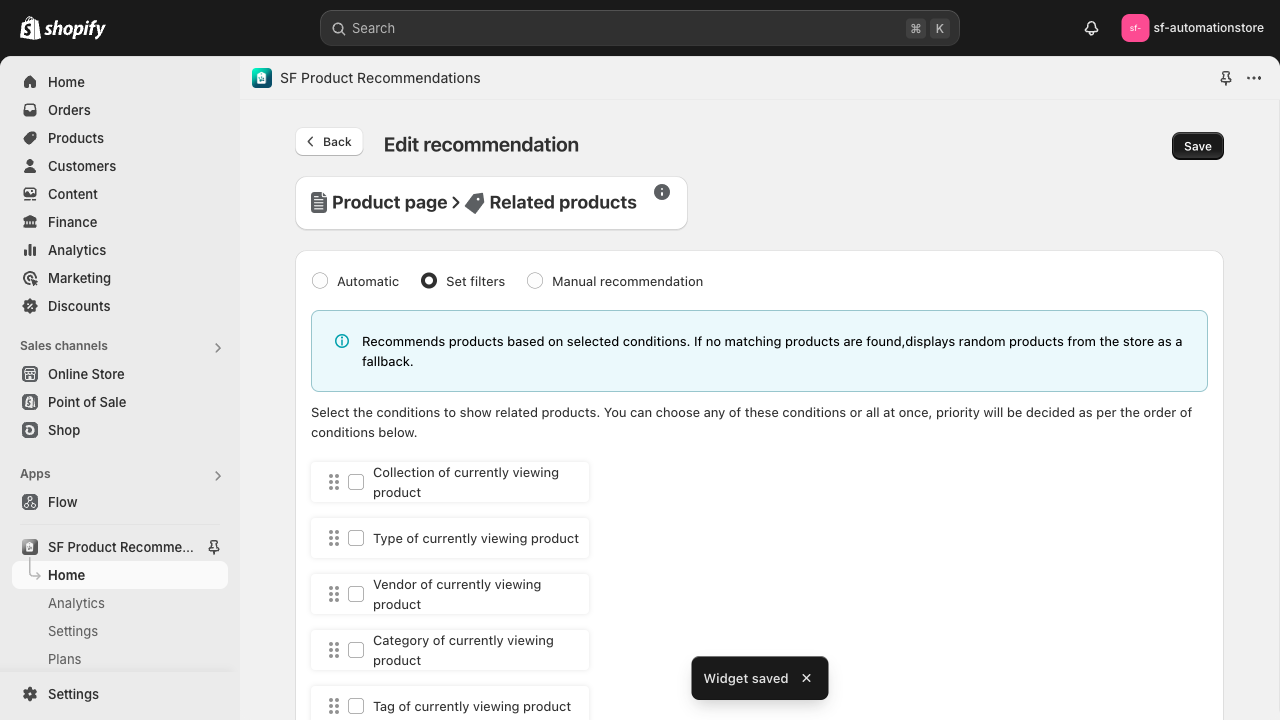 shopify
Search
⌘ K
sf-
sf-automationstore
Home
Orders
Products
Customers
Content
Finance
Analytics
Marketing
Discounts
Sales channels
Online Store
Point of Sale
Shop
Apps
Flow
SF Product Recomme...
Home
Analytics
Settings
Plans
Settings
SF Product Recommendations
Back
Edit recommendation
Save
Product page > Related products
Automatic
Set filters
Manual recommendation
Recommends products based on selected conditions. If no matching products are found,displays random products from the store as a
fallback.
Select the conditions to show related products. You can choose any of these conditions or all at once, priority will be decided as per the order of
conditions below.
Collection of currently viewing
product
Type of currently viewing product
Vendor of currently viewing
product
Category of currently viewing
product
Tag of currently viewing product
Widget saved